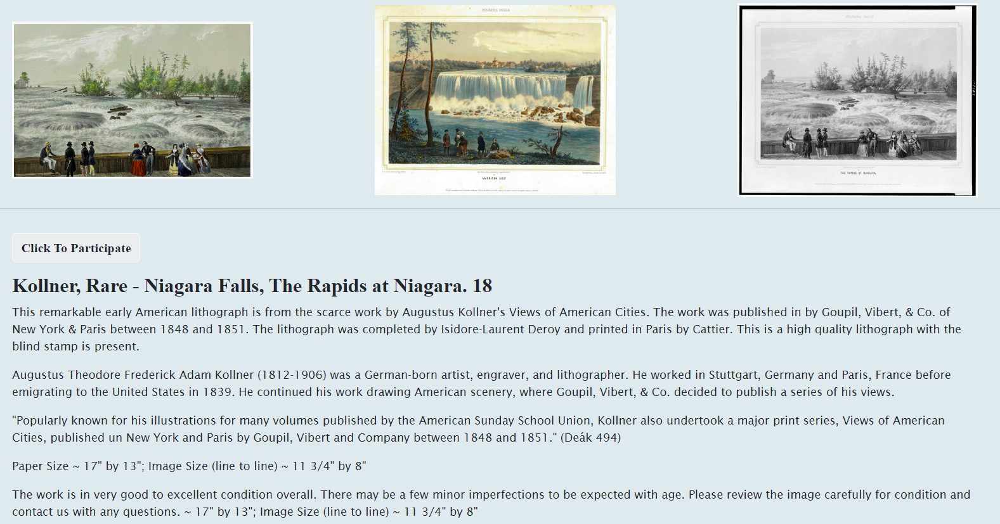 NIAGARA FALLS
AMERICAN SIDE
NIAGARA FALLS
THE RAPIDS AT NIAGARA
Click To Participate
Kollner, Rare - Niagara Falls, The Rapids at Niagara. 18
This remarkable early American lithograph is from the scarce work by Augustus Kollner's Views of American Cities. The work was published in by Goupil, Vibert, & Co. of
New York & Paris between 1848 and 1851. The lithograph was completed by Isidore-Laurent Deroy and printed in Paris by Cattier. This is a high quality lithograph with the
blind stamp is present.
Augustus Theodore Frederick Adam Kollner (1812-1906) was a German-born artist, engraver, and lithographer. He worked in Stuttgart, Germany and Paris, France before
emigrating to the United States in 1839. He continued his work drawing American scenery, where Goupil, Vibert, & Co. decided to publish a series of his views.
"Popularly known for his illustrations for many volumes published by the American Sunday School Union, Kollner also undertook a major print series, Views of American
Cities, published un New York and Paris by Goupil, Vibert and Company between 1848 and 1851." (Deák 494)
Paper Size ~ 17" by 13"; Image Size (line to line) ~ 11 3/4" by 8"
The work is in very good to excellent condition overall. There may be a few minor imperfections to be expected with age. Please review the image carefully for condition and
contact us with any questions. ~ 17" by 13"; Image Size (line to line) ~ 11 3/4" by 8"